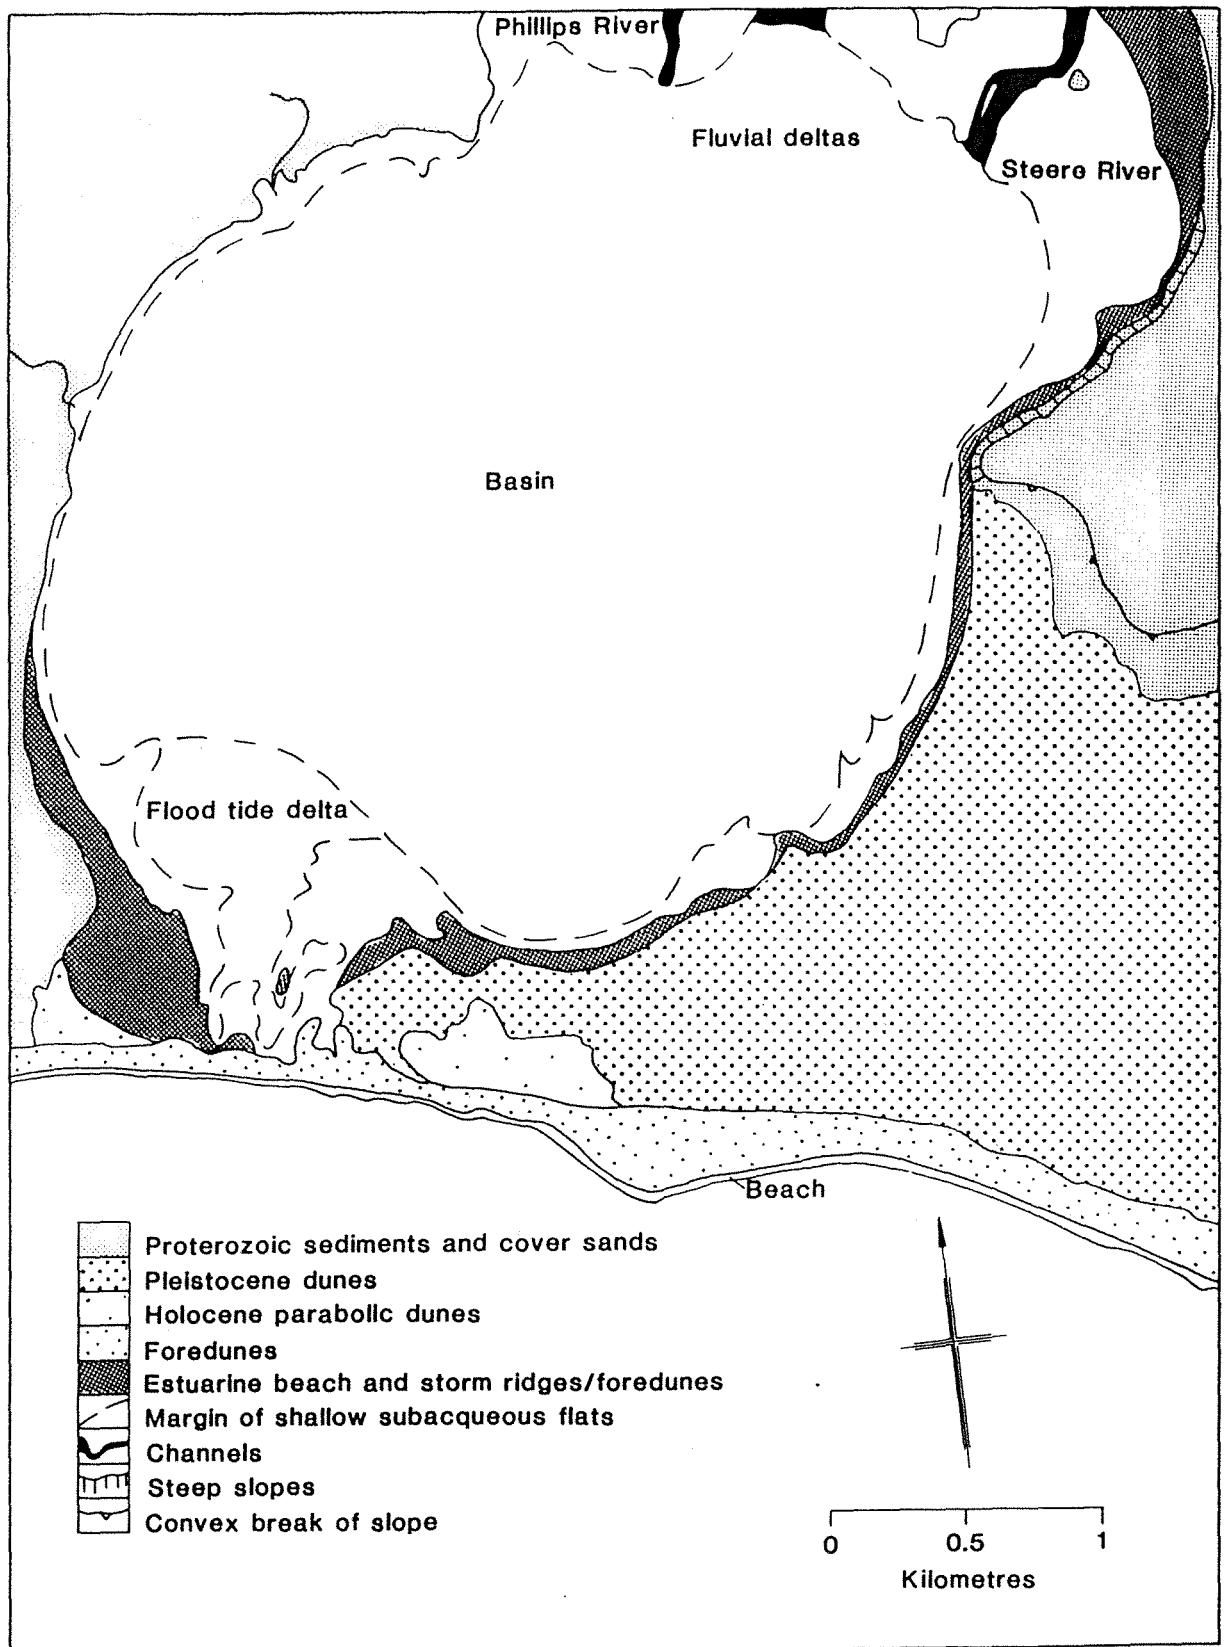 Phillips River
Fluvial deltas
Steere River
Basin
Flood tide delta
Beach
Proterozoic sediments and cover sands
Pleistocene dunes
Holocene parabolic dunes
Foredunes
Estuarine beach and storm ridges/foredunes
Margin of shallow subacqueous flats
Channels
Steep slopes
Convex break of slope
0 0.5 1
Kilometres